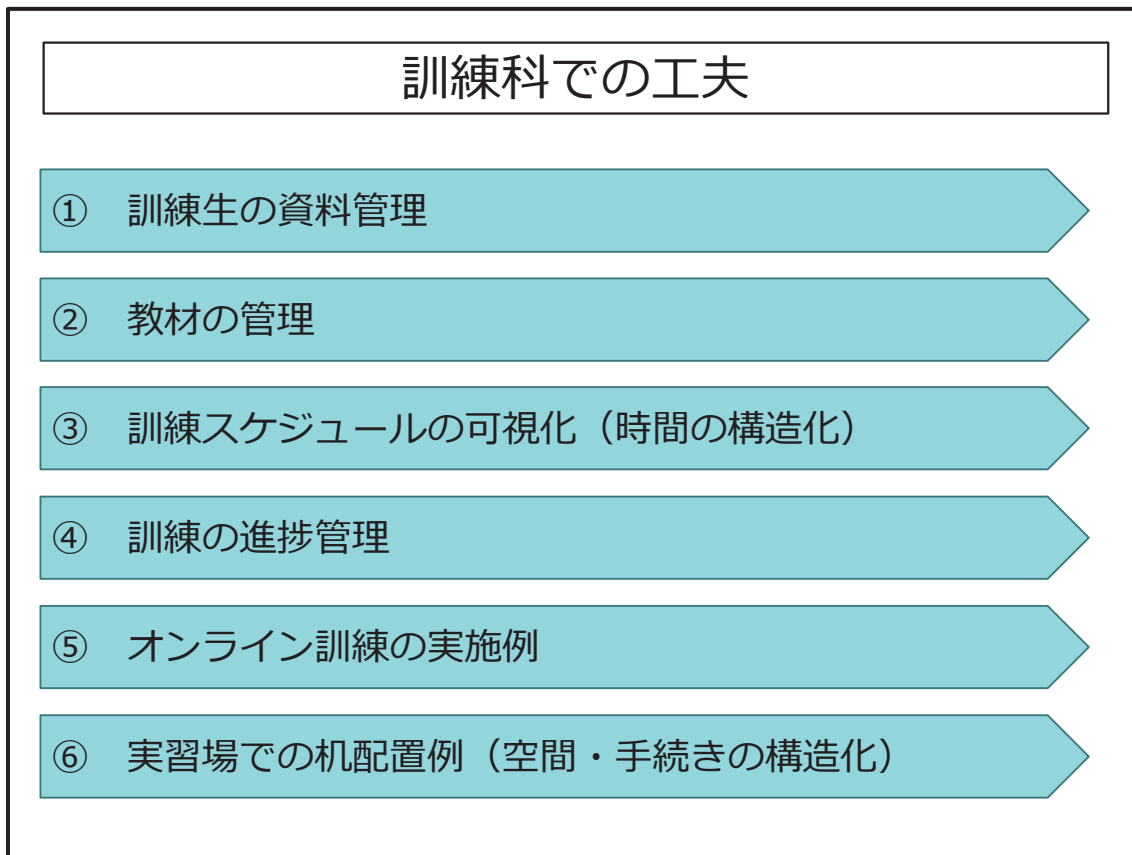 訓練科での工夫
① 訓練生の資料管理
② 教材の管理
③ 訓練スケジュールの可視化（時間の構造化）
④ 訓練の進捗管理
⑤ オンライン訓練の実施例
⑥ 実習場での机配置例（空間・手続きの構造化）